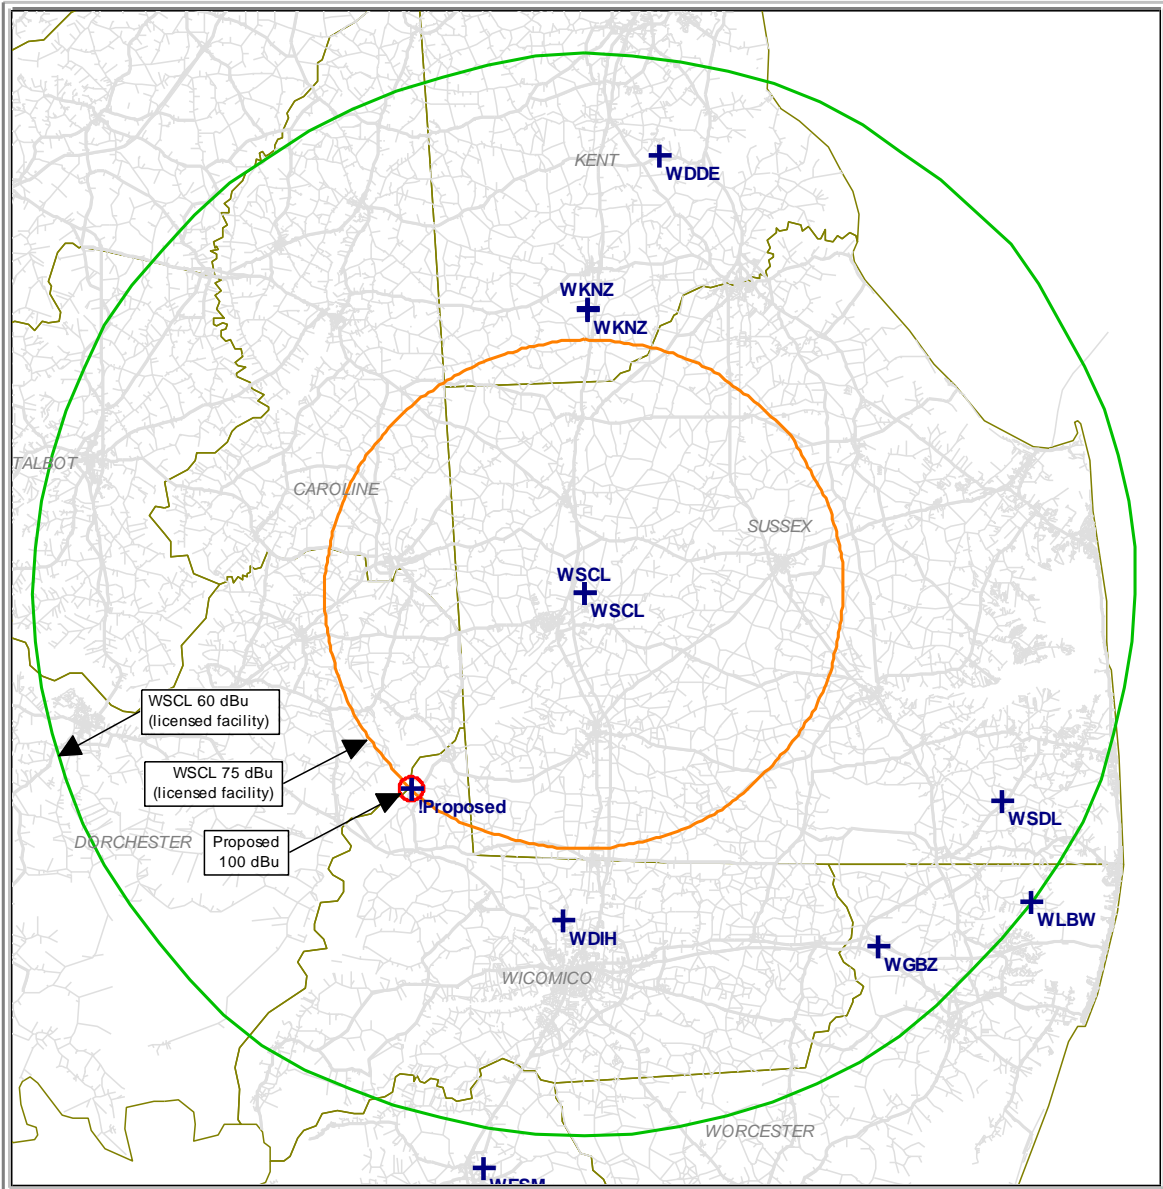 KENT
WDDE
WKNZ
WKNZ
TALBOT
CAROLINE
SUSSEX
WSCL
WSCL
WSCL 60 dBu
(licensed facility)
WSCL 75 dBu
(licensed facility)
!Proposed
WSDL
Proposed
100 dBu
DORCHESTER
WLBW
WDIH
WGBZ
WICOMICO
WORCESTER
WESM